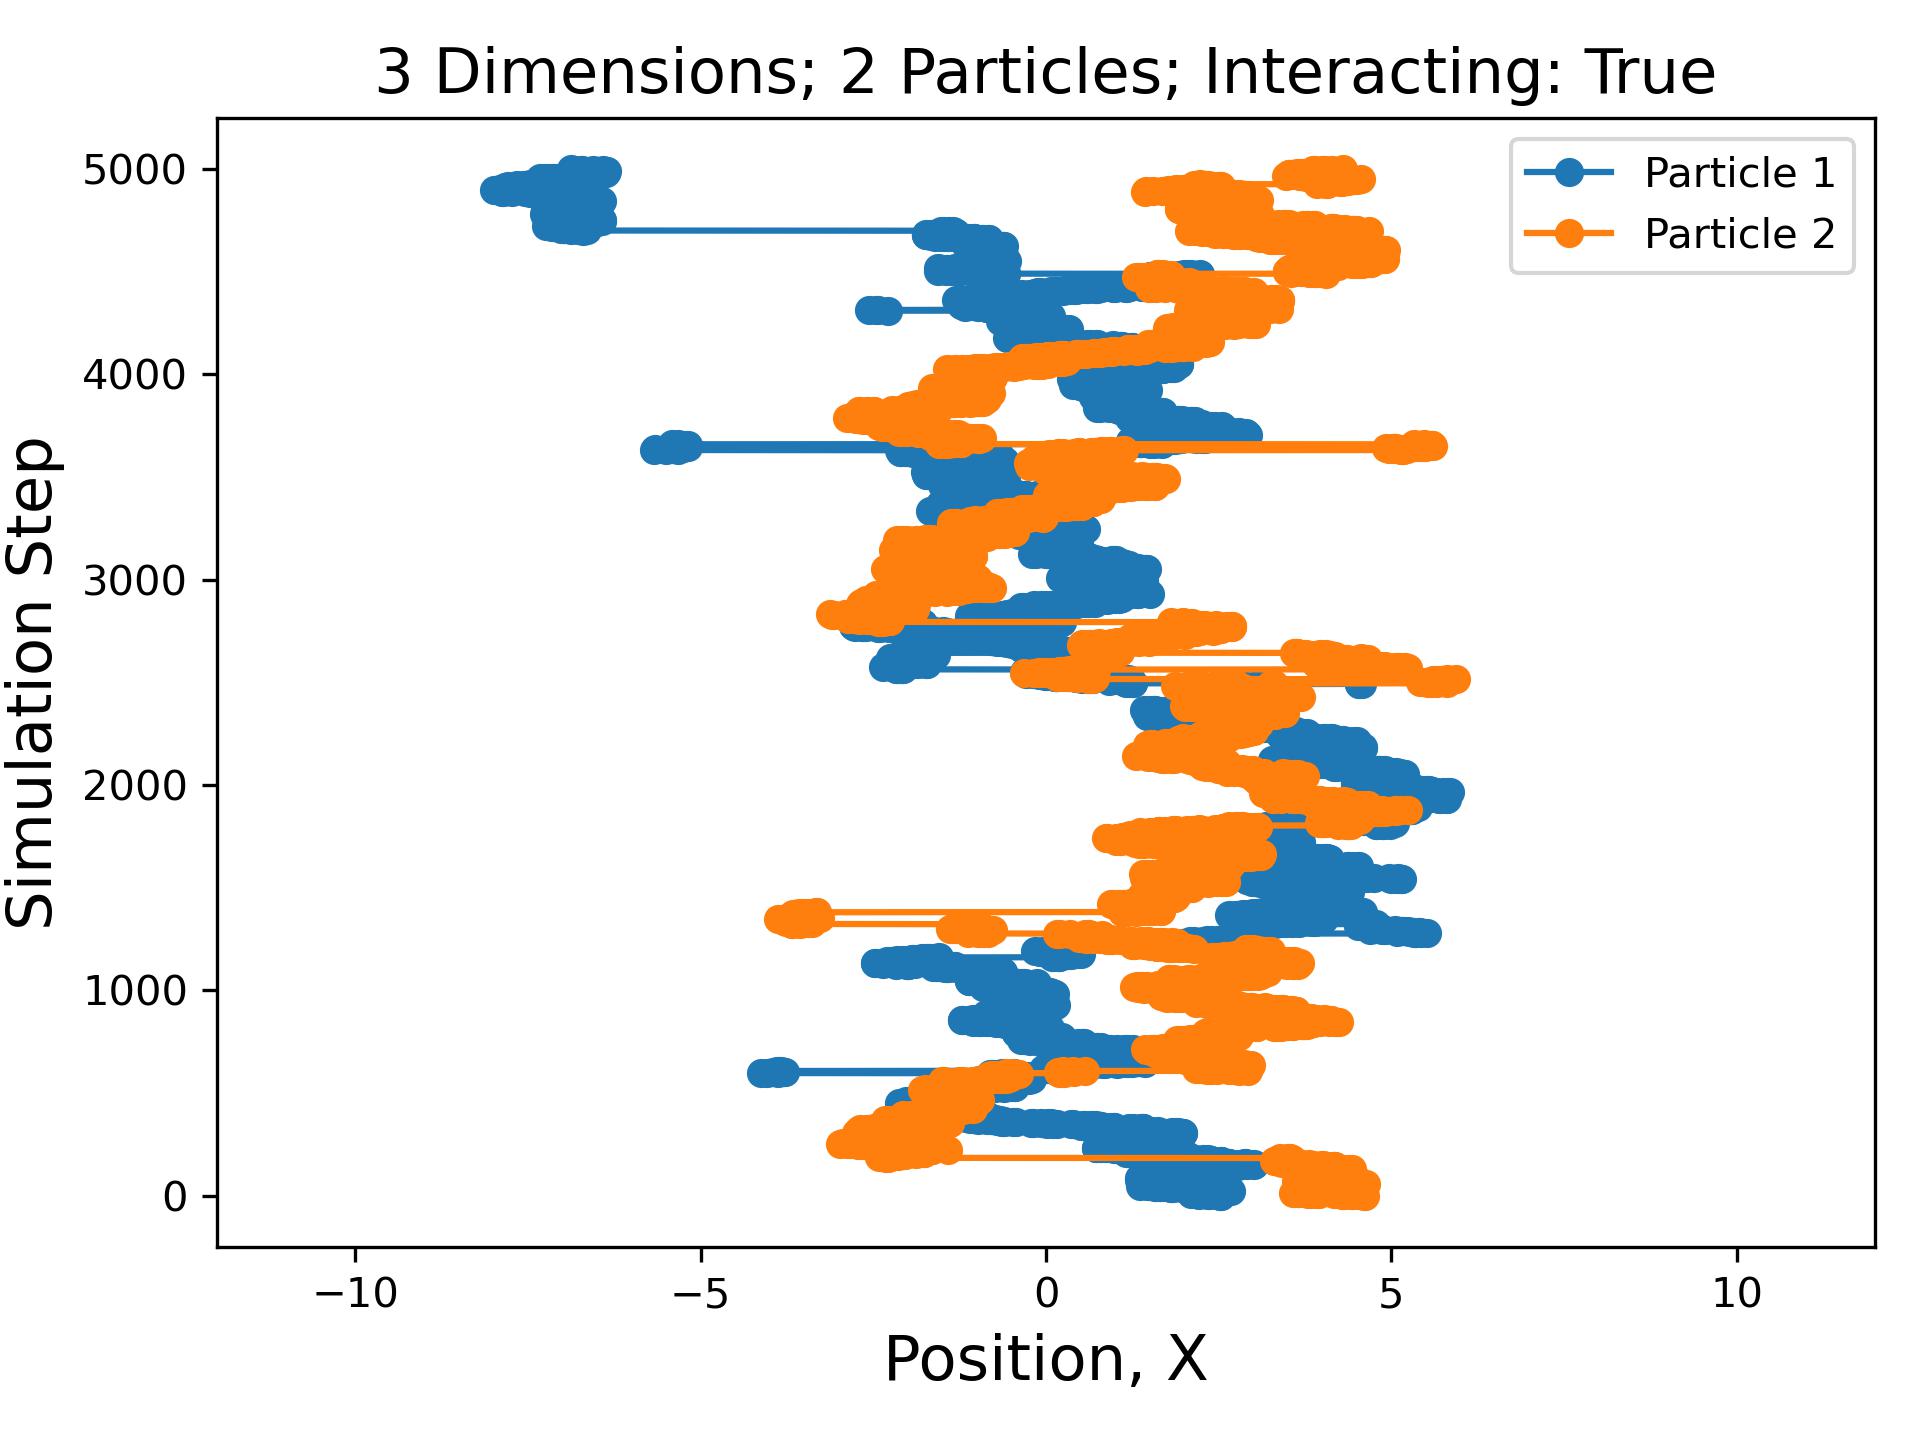 3 Dimensions; 2 Particles; Interacting: True
Particle 1
Particle 2
5000
4000
3000
2000
1000
0
Simulation Step
−10
−5
0
5
10
Position, X